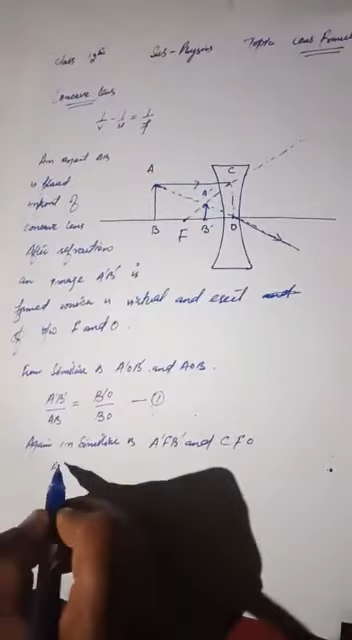 class 12th Sub- Physics Topic Lens Formula
Concave Lens
1/v - 1/u = 1/f
An object AB
is placed
infront of
concave lens
After refraction
an image A'B' is
formed which is virtual and erect
of b/w F and O.
A
C
A'
B
F
B'
O
From Similar Δ A'OB' and AOB.
A'B'/AB = B'O/BO — ①
Again in Similar Δ A'FB' and CFO
A'